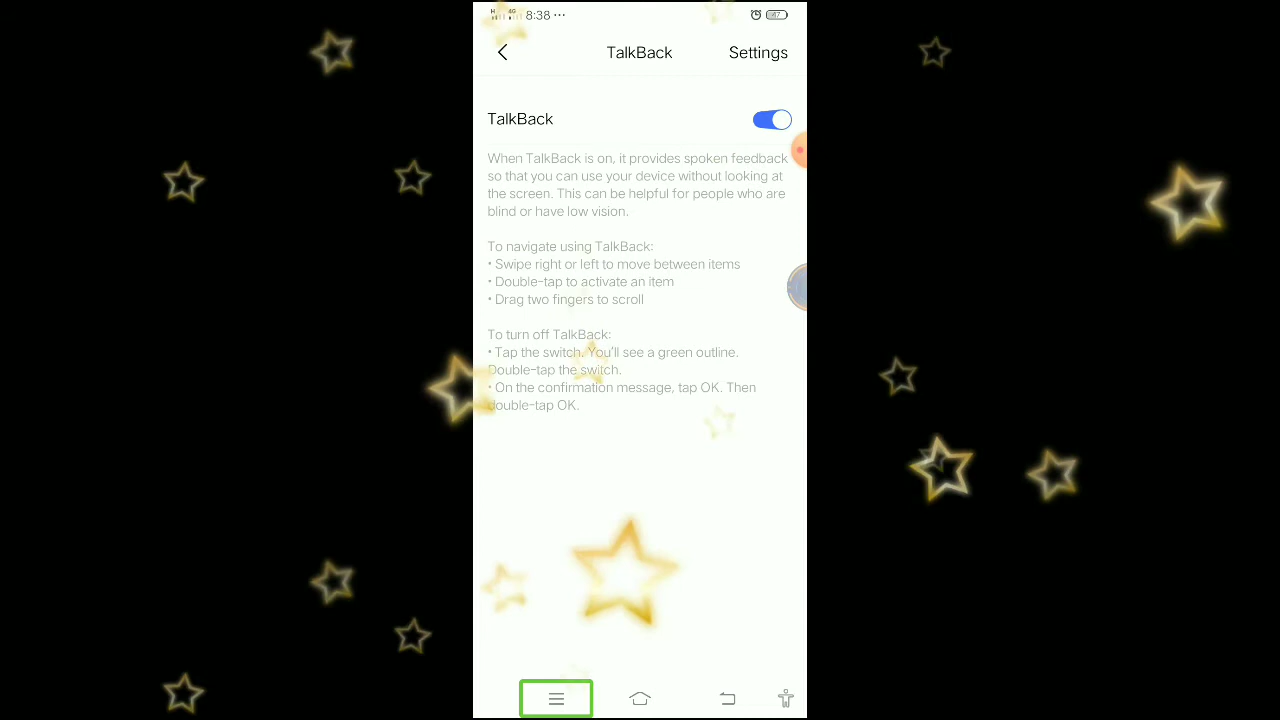 H 4G 8:38 ··· 47
TalkBack Settings
TalkBack
When TalkBack is on, it provides spoken feedback
so that you can use your device without looking at
the screen. This can be helpful for people who are
blind or have low vision.
To navigate using TalkBack:
• Swipe right or left to move between items
• Double-tap to activate an item
• Drag two fingers to scroll
To turn off TalkBack:
• Tap the switch. You'll see a green outline.
Double-tap the switch.
• On the confirmation message, tap OK. Then
double-tap OK.